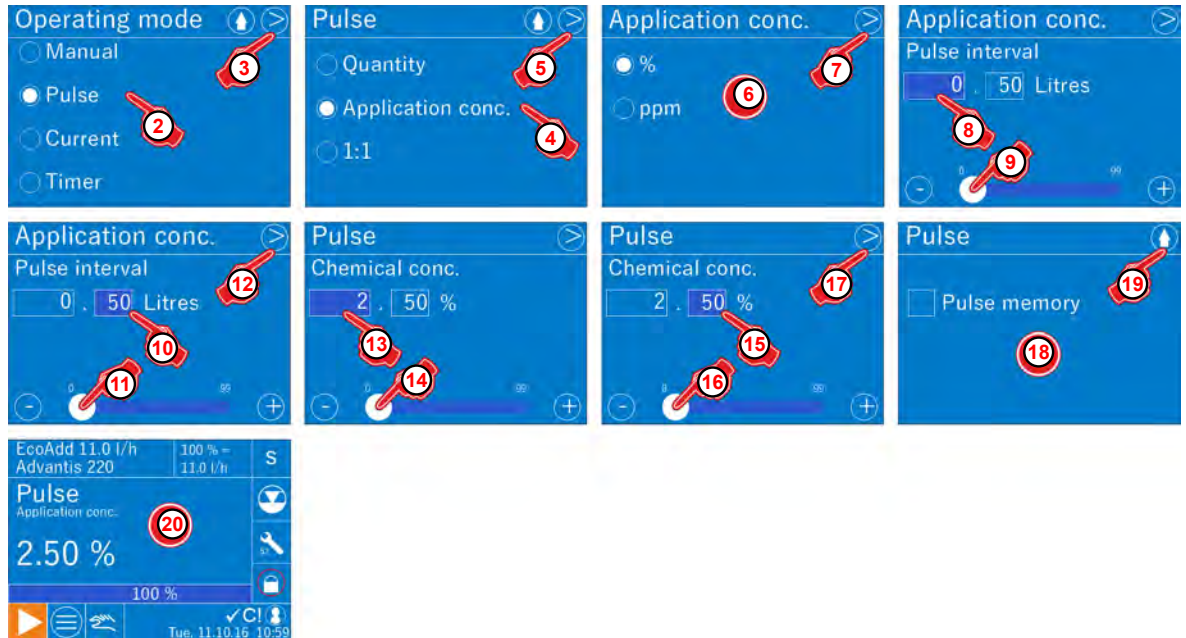 Operating mode
Manual
3
Pulse
2
Current
Timer
Pulse
Quantity
5
Application conc.
4
1:1
Application conc.
%
7
6
ppm
Application conc.
Pulse interval
0 . 50 Litres
8
9
0 99
- +
Application conc.
Pulse interval
12
0 . 50 Litres
10
11
0 99
- +
Pulse
Chemical conc.
2 . 50 %
13
14
0 99
- +
Pulse
Chemical conc.
17
2 . 50 %
15
16
99
- +
Pulse
19
Pulse memory
18
EcoAdd 11.0 l/h
Advantis 220
100 % =
11.0 l/h
S
Pulse
Application conc.
20
2.50 %
100 %
✓C!
Tue, 11.10.16 10:59